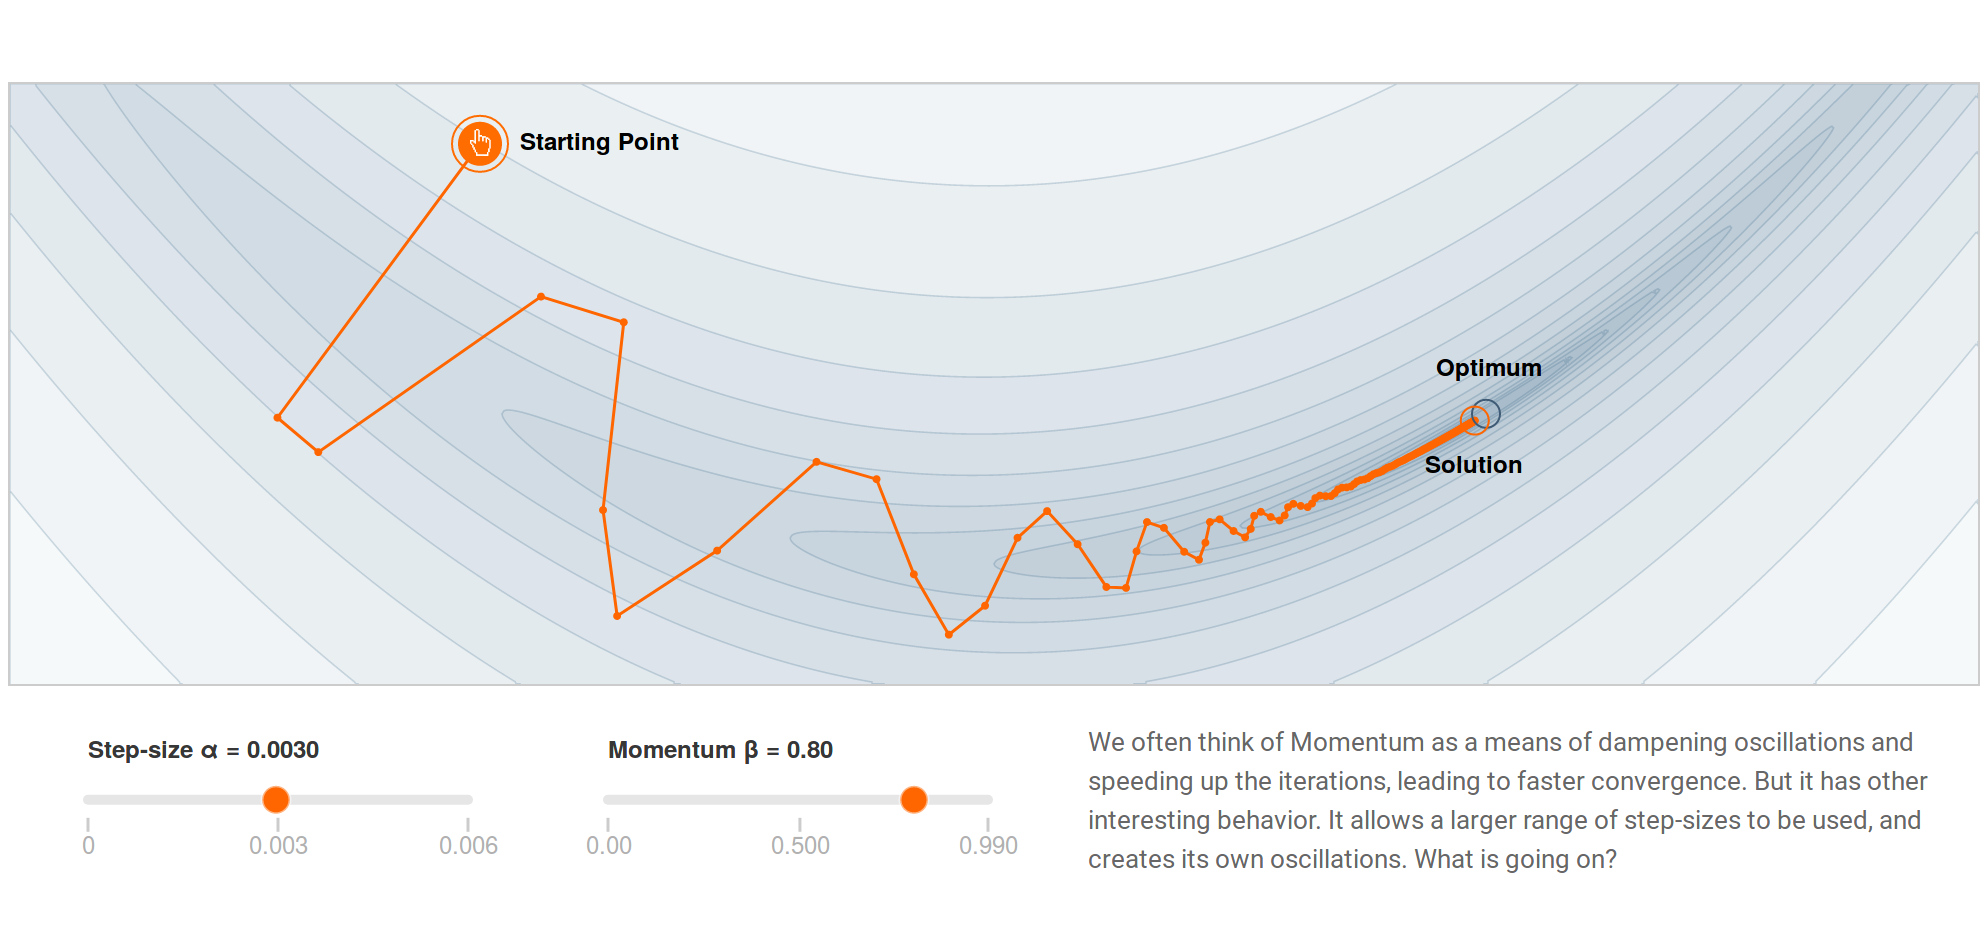 Starting Point
Optimum
Solution
Step-size α = 0.0030
0 0.003 0.006
Momentum β = 0.80
0.00 0.500 0.990
We often think of Momentum as a means of dampening oscillations and
speeding up the iterations, leading to faster convergence. But it has other
interesting behavior. It allows a larger range of step-sizes to be used, and
creates its own oscillations. What is going on?